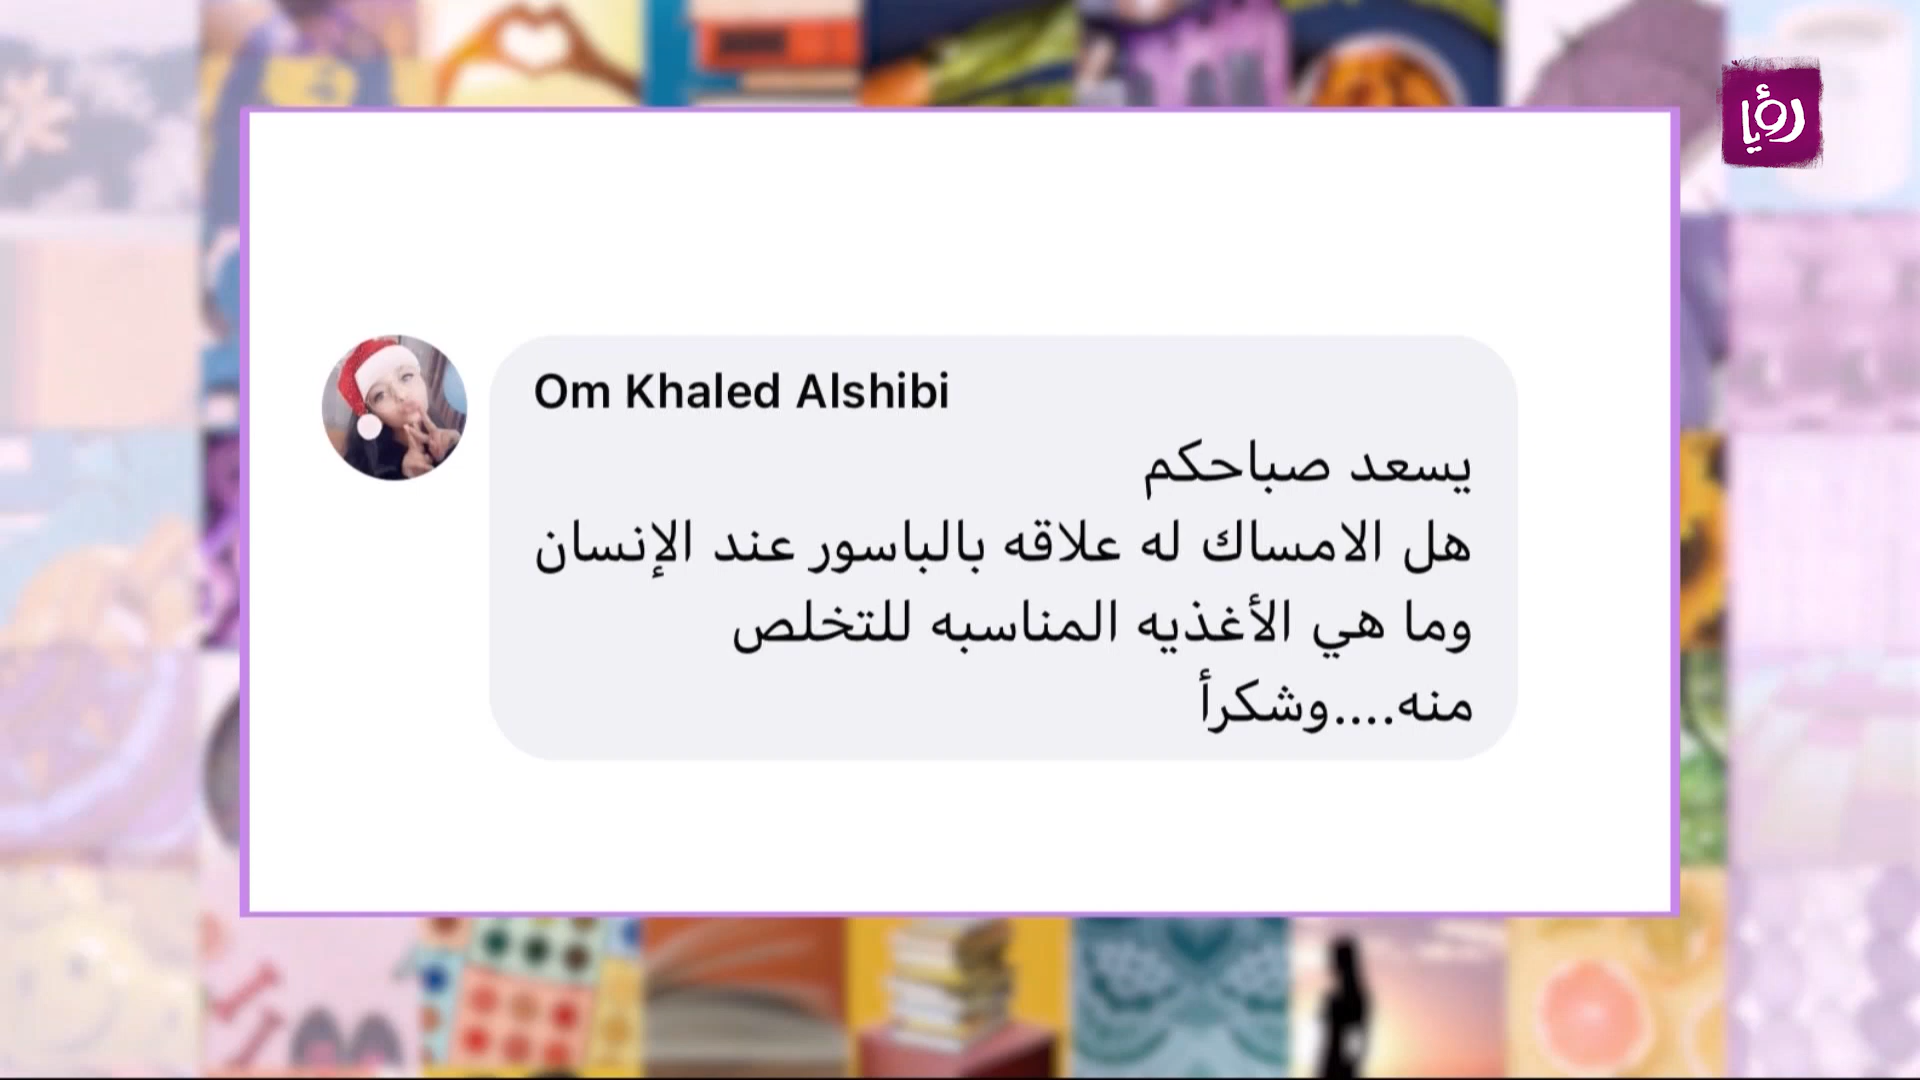 رؤيا
Om Khaled Alshibi
يسعد صباحكم
هل الامساك له علاقه بالباسور عند الإنسان
وما هي الأغذيه المناسبه للتخلص
منه....وشكرأ